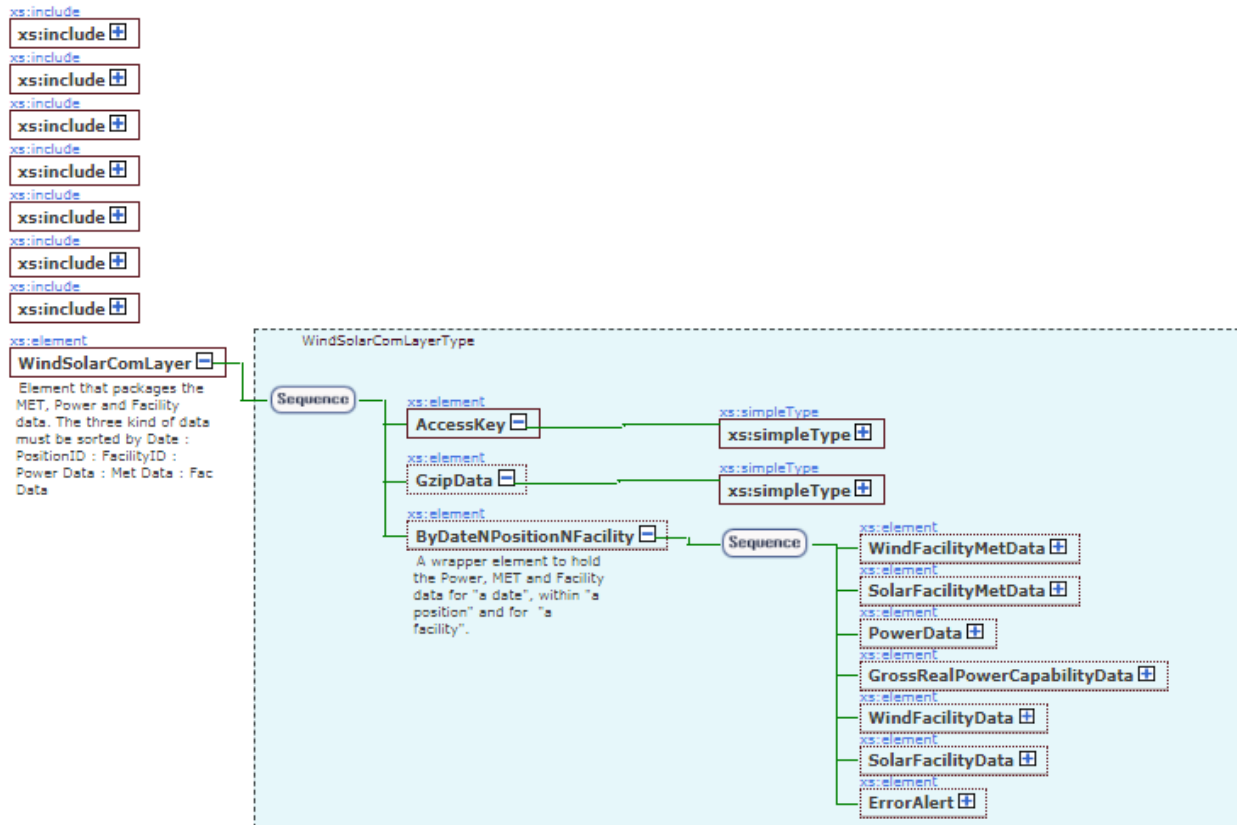 xs:include
xs:include
xs:include
xs:include
xs:include
xs:include
xs:include
xs:include
xs:include
xs:include
xs:include
xs:include
xs:include
xs:include
xs:element
WindSolarComLayer
Element that packages the
MET, Power and Facility
data. The three kind of data
must be sorted by Date :
PositionID : FacilityID :
Power Data : Met Data : Fac
Data
WindSolarComLayerType
Sequence
xs:element
AccessKey
xs:simpleType
xs:simpleType
xs:element
GzipData
xs:simpleType
xs:simpleType
xs:element
ByDateNPositionNFacility
A wrapper element to hold
the Power, MET and Facility
data for "a date", within "a
position" and for "a
facility".
Sequence
xs:element
WindFacilityMetData
xs:element
SolarFacilityMetData
xs:element
PowerData
xs:element
GrossRealPowerCapabilityData
xs:element
WindFacilityData
xs:element
SolarFacilityData
xs:element
ErrorAlert